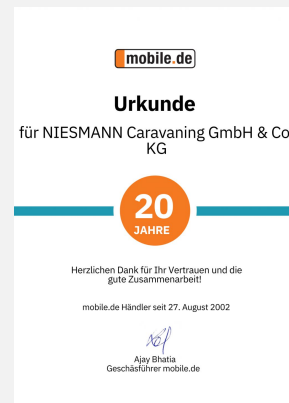 mobile.de
Urkunde
für NIESMANN Caravaning GmbH & Co
KG
20
JAHRE
Herzlichen Dank für Ihr Vertrauen und die
gute Zusammenarbeit!
mobile.de Händler seit 27. August 2002
Ajay Bhatia
Geschäsführer mobile.de